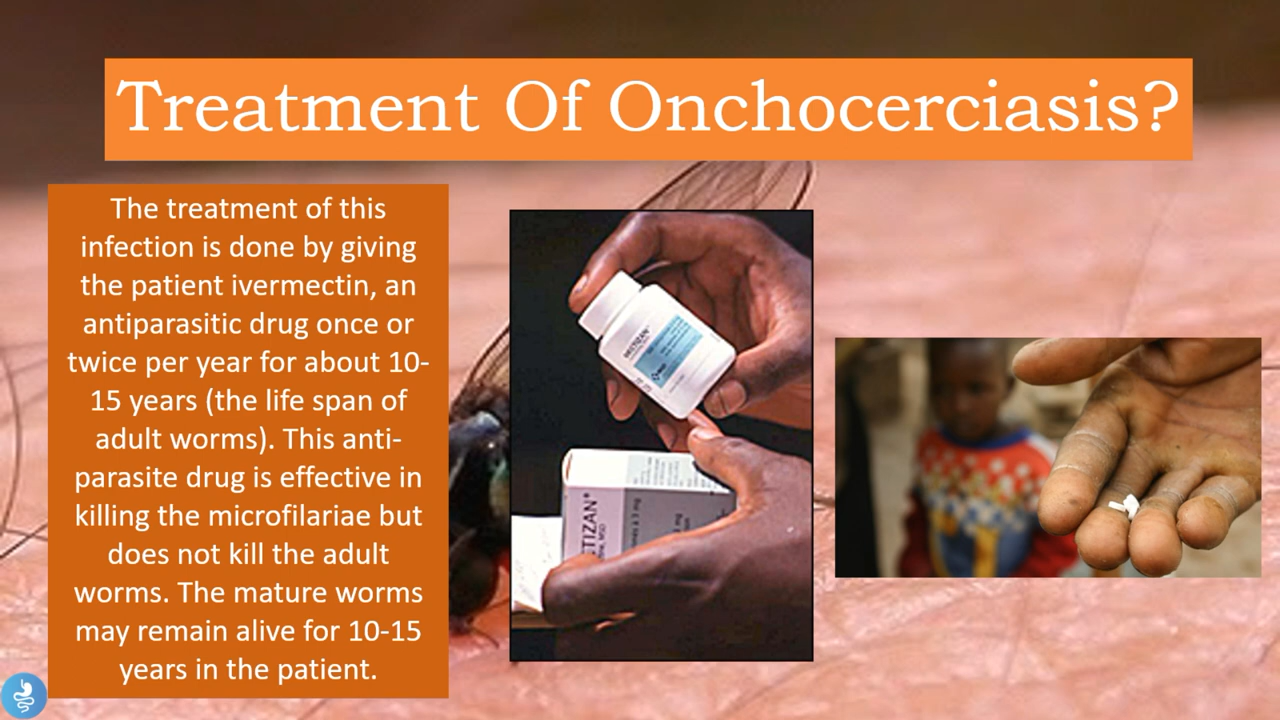 Treatment Of Onchocerciasis?
The treatment of this
infection is done by giving
the patient ivermectin, an
antiparasitic drug once or
twice per year for about 10-
15 years (the life span of
adult worms). This anti-
parasite drug is effective in
killing the microfilariae but
does not kill the adult
worms. The mature worms
may remain alive for 10-15
years in the patient.
MECTIZAN